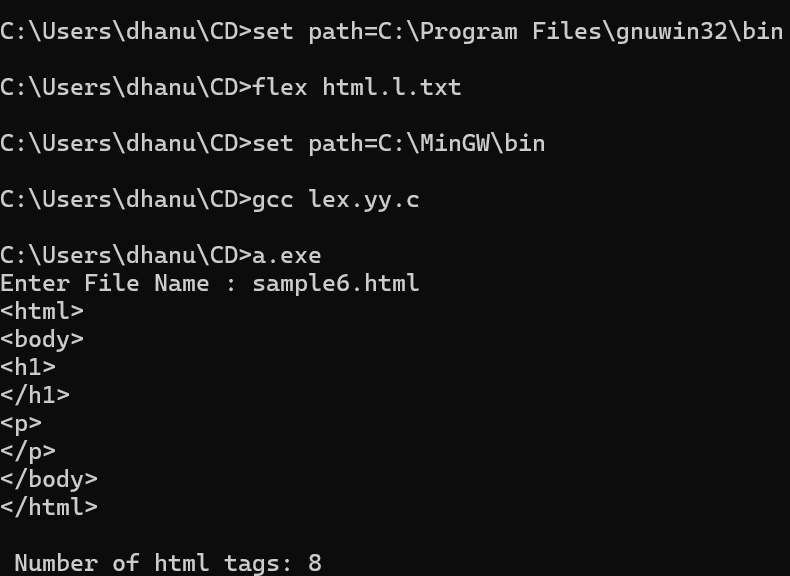 C:\Users\dhanu\CD>set path=C:\Program Files\gnuwin32\bin
C:\Users\dhanu\CD>flex html.l.txt
C:\Users\dhanu\CD>set path=C:\MinGW\bin
C:\Users\dhanu\CD>gcc lex.yy.c
C:\Users\dhanu\CD>a.exe
Enter File Name : sample6.html
<html>
<body>
<h1>
</h1>
<p>
</p>
</body>
</html>
Number of html tags: 8